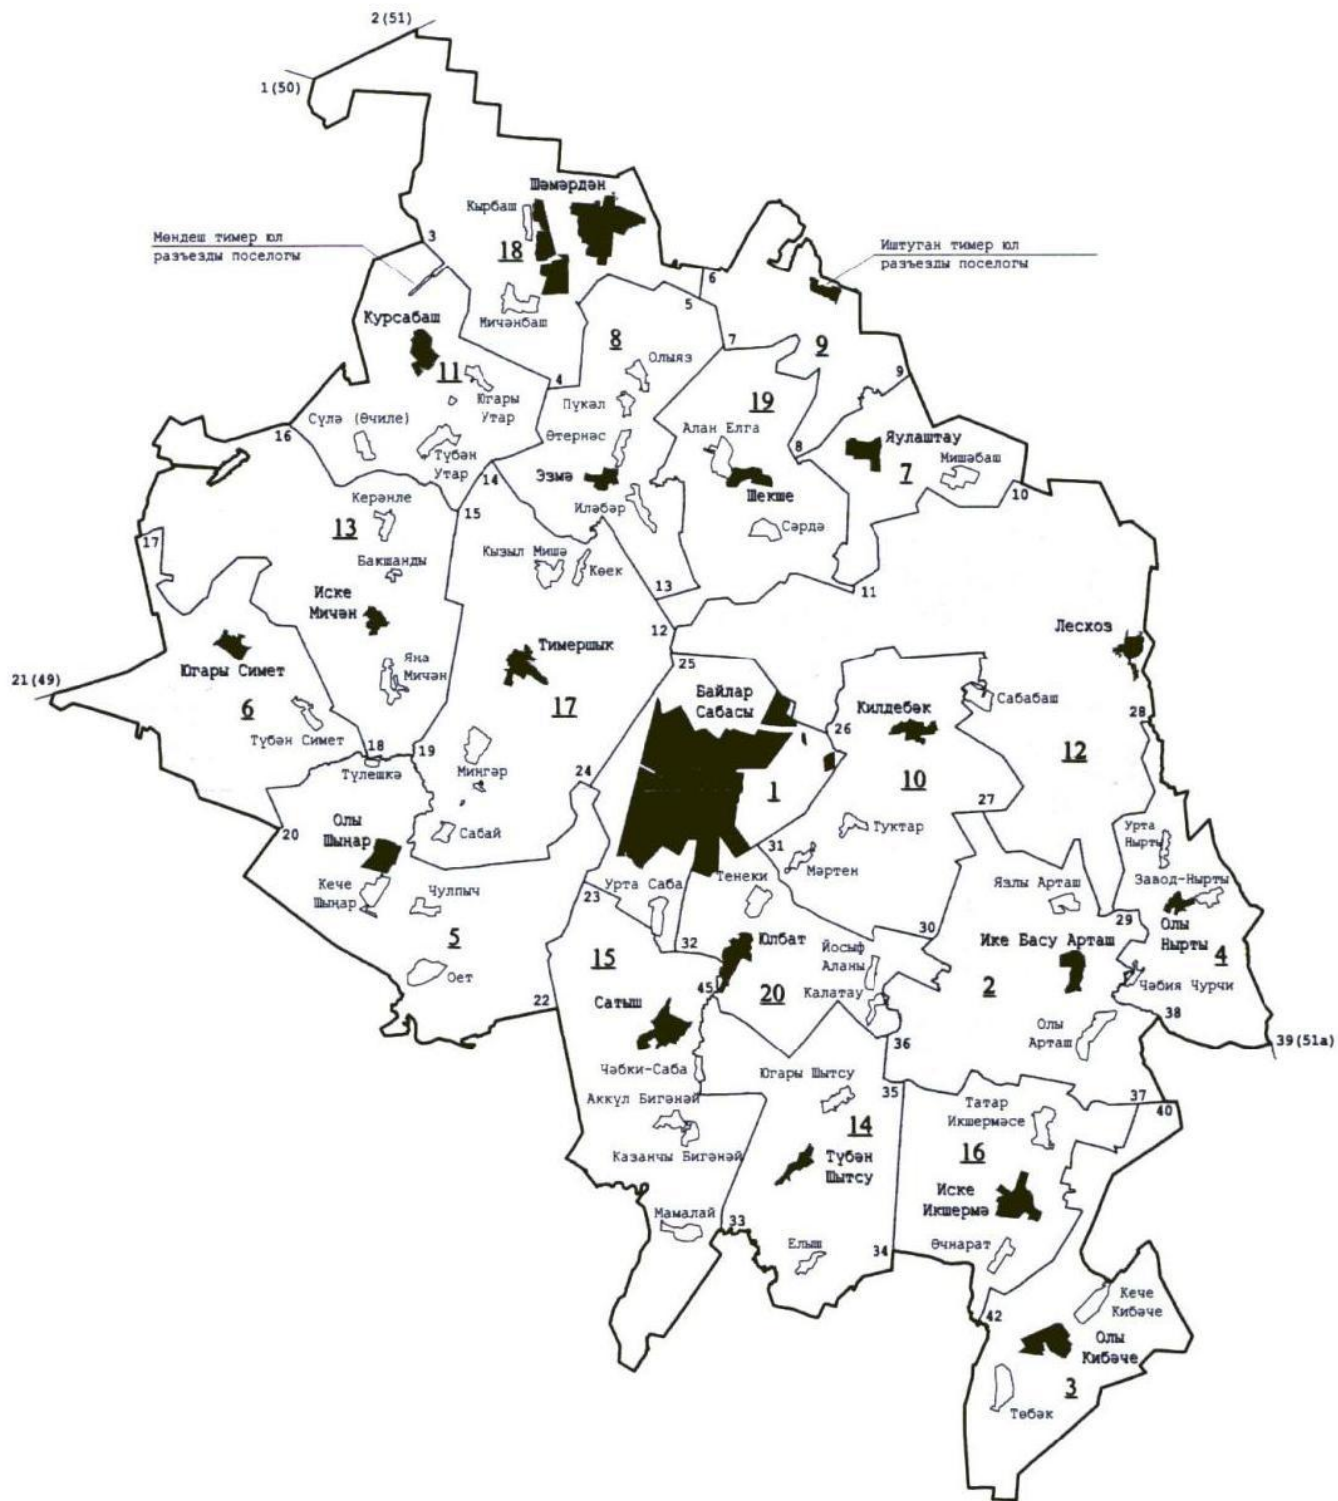 2 (51)
1 (50)
Шәмәрдән
Кырбаш
18
Мөндеш тимер юл
разъезды поселогы
3
Иштуган тимер юл
разъезды поселогы
6
5
Мичәнбаш
Курсабаш
8
7
9
9
Олыяз
11
4
Югары
Утар
Пүкәл
19
Сүлә (Өчиле)
16
Өтернәс
Алан Елга
Түбән
Утар
8
Яулаштау
Мишәбаш
14
Эзмә
7
Шекше
10
Керәнле
15
Иләбәр
13
Сәрдә
17
Кызыл Мишә
Көек
Бакшанды
13
11
Иске
Мичән
12
Лесхоз
Тимершык
25
Яңа
Мичән
Югары Симет
21 (49)
Байлар
Сабасы
Килдебәк
Сабабаш
6
17
28
Түбән Симет
26
18
19
12
Түлешкә
Мингәр
24
1
10
27
Олы
Шыңар
20
Сабай
Туктар
Урта
Нырты
31
Мәртен
Кече
Шыңар
Чулпыч
Урта Саба
Тенеки
Язлы Арташ
Завод-Нырты
23
29
5
32
Юлбат
30
Ике Басу Арташ
Олы
Нырты
4
Йосыф
Аланы
15
Оет
20
2
Чәбия Чурчи
45
Калатау
22
Сатыш
38
Олы
Арташ
36
39 (51а)
Чәбки-Саба
Югары Шытсу
35
37
40
Аккүл Бигәнәй
Татар
Икшермәсе
14
16
Казанчы Бигәнәй
Түбән
Шытсу
Иске
Икшермә
Мамалай
33
34
Өчнарат
Елыш
Кече
Кибәче
42
Олы
Кибәче
3
Төбәк